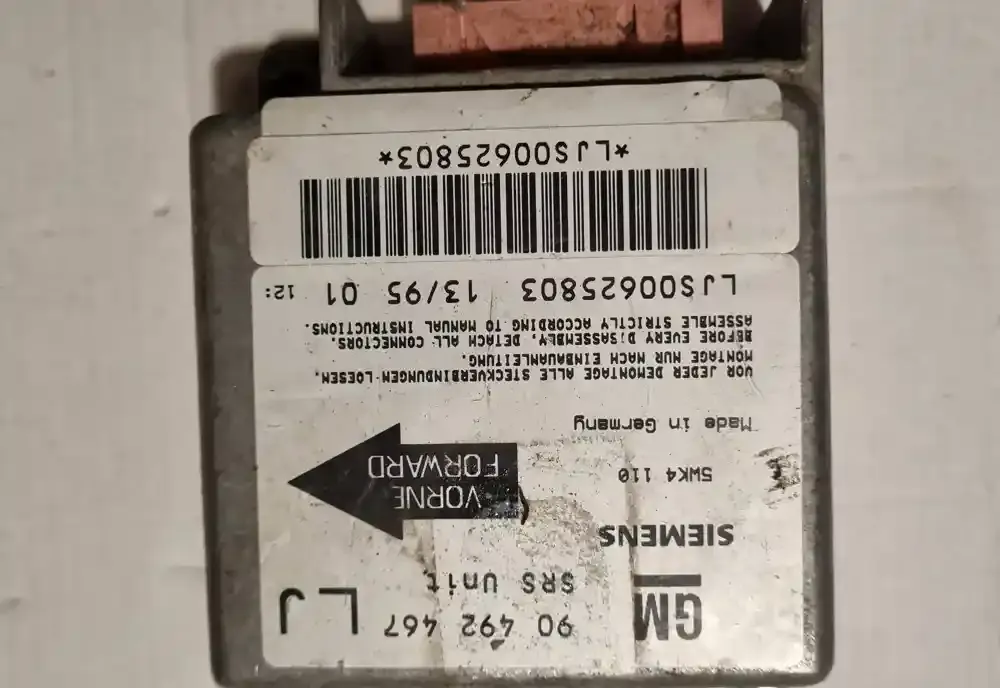 GM 90 492 467 LJ
SRS Unit
SIEMENS
5WK4 110
VORNE
FORWARD
Made in Germany
VOR JEDER DEMONTAGE ALLE STECKVERBINDUNGEN LOESEN.
MONTAGE NUR NACH EINBAUANLEITUNG.
BEFORE EVERY DISASSEMBLY, DETACH ALL CONNECTORS.
ASSEMBLE STRICTLY ACCORDING TO MANUAL INSTRUCTIONS.
LJS00625803 13/95 01 12:
*LJS00625803*